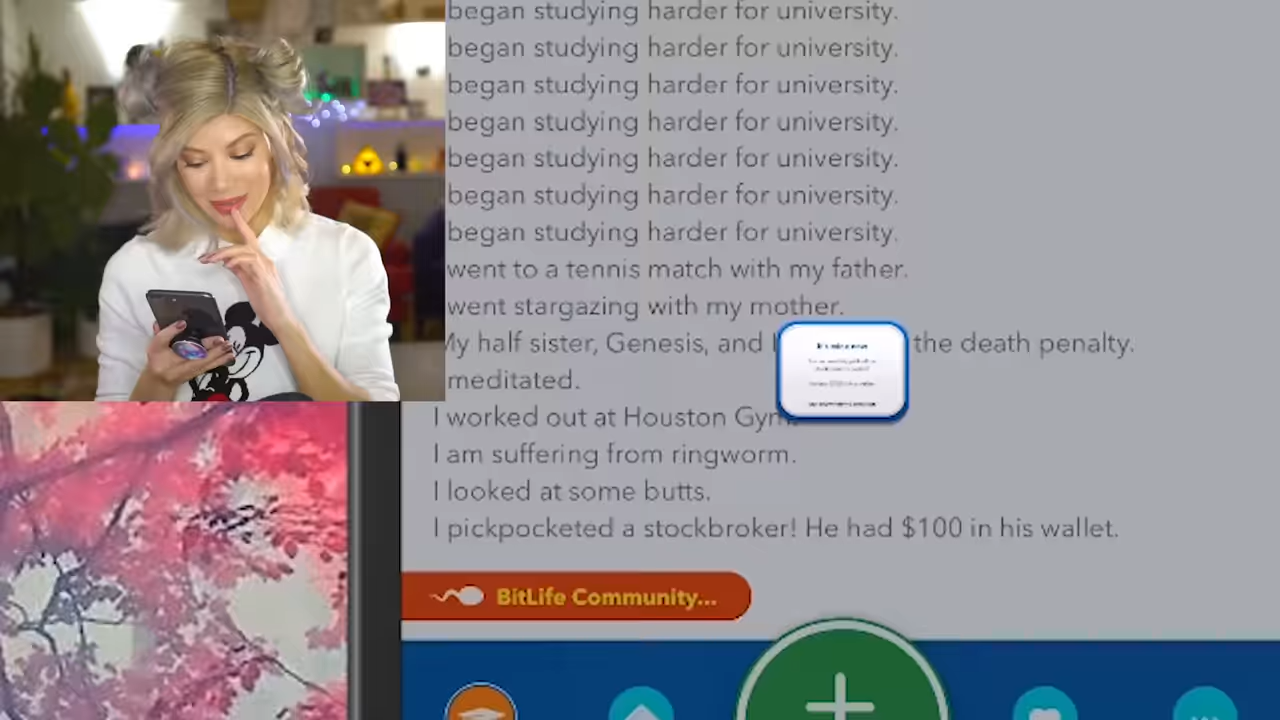 began studying harder for university.
began studying harder for university.
began studying harder for university.
began studying harder for university.
began studying harder for university.
began studying harder for university.
began studying harder for university.
went to a tennis match with my father.
went stargazing with my mother.
My half sister, Genesis, and I the death penalty.
meditated.
I worked out at Houston Gym.
I am suffering from ringworm.
I looked at some butts.
I pickpocketed a stockbroker! He had $100 in his wallet.
BitLife Community...